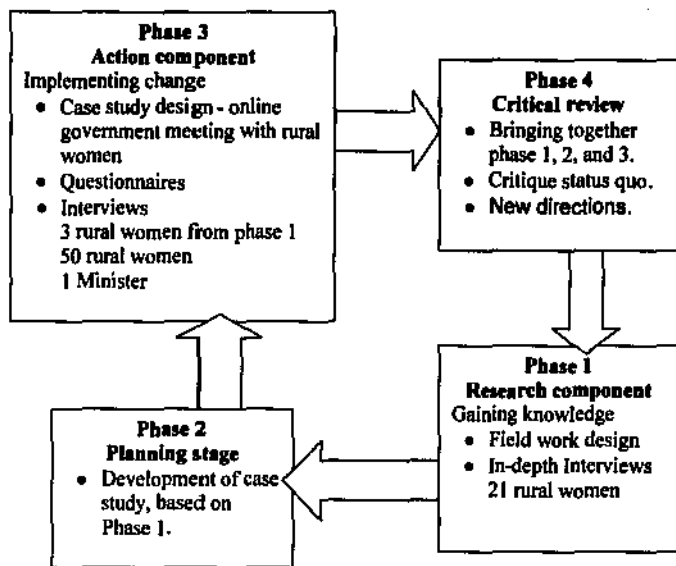 Phase 3
Action component
Implementing change
• Case study design - online
government meeting with rural
women
• Questionnaires
• Interviews
3 rural women from phase 1
50 rural women
1 Minister
Phase 4
Critical review
• Bringing together
phase 1, 2, and 3.
• Critique status quo.
• New directions.
Phase 2
Planning stage
• Development of case
study, based on
Phase 1.
Phase 1
Research component
Gaining knowledge
• Field work design
• In-depth Interviews
21 rural women